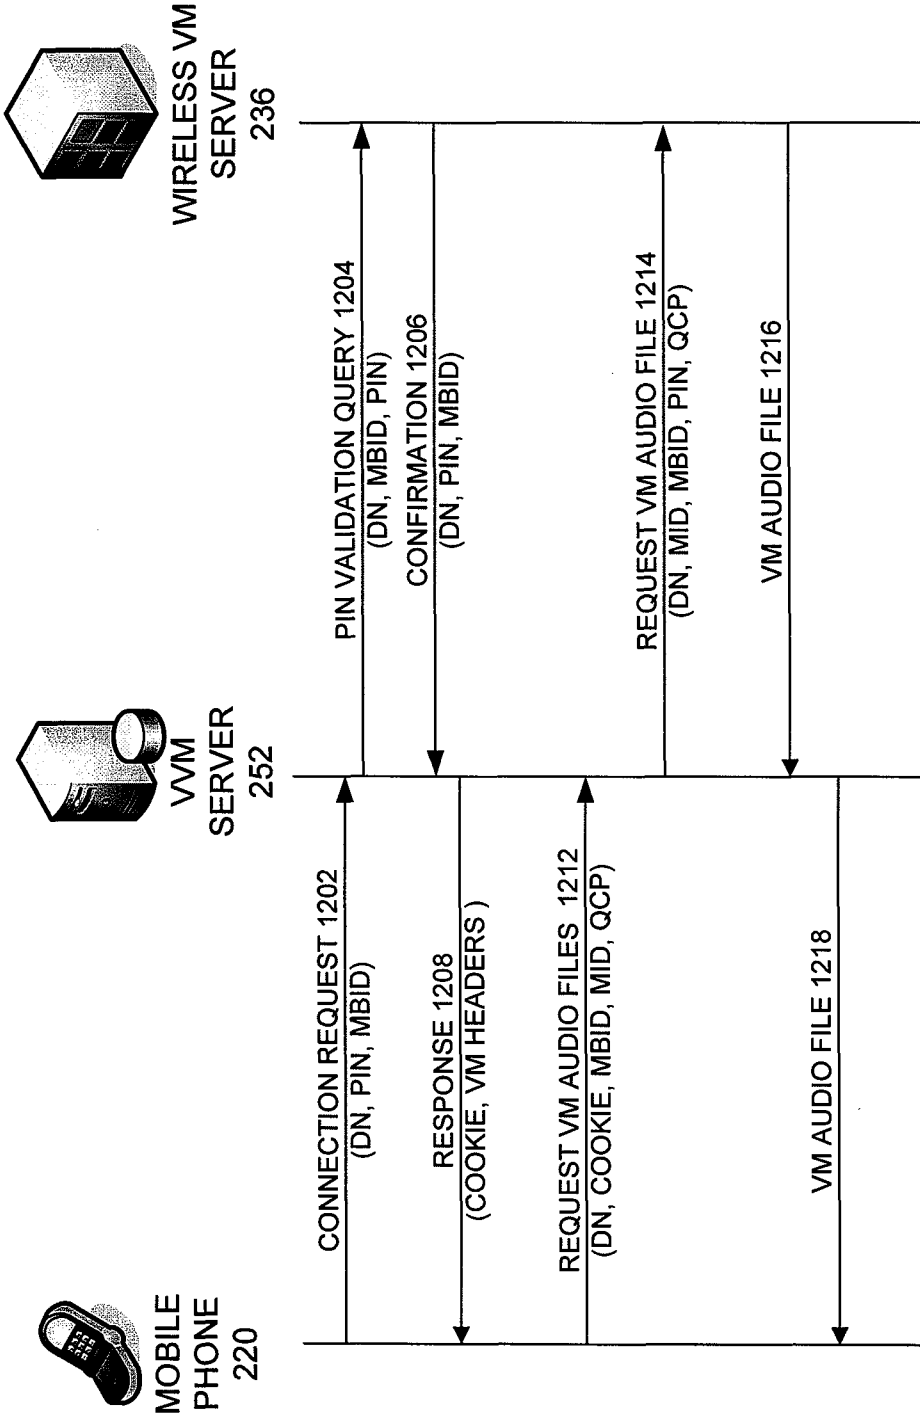 MOBILE
PHONE
220
VVM
SERVER
252
WIRELESS VM
SERVER
236
CONNECTION REQUEST 1202
(DN, PIN, MBID)
PIN VALIDATION QUERY 1204
(DN, MBID, PIN)
CONFIRMATION 1206
(DN, PIN, MBID)
RESPONSE 1208
(COOKIE, VM HEADERS )
REQUEST VM AUDIO FILES 1212
(DN, COOKIE, MBID, MID, QCP)
REQUEST VM AUDIO FILE 1214
(DN, MID, MBID, PIN, QCP)
VM AUDIO FILE 1216
VM AUDIO FILE 1218